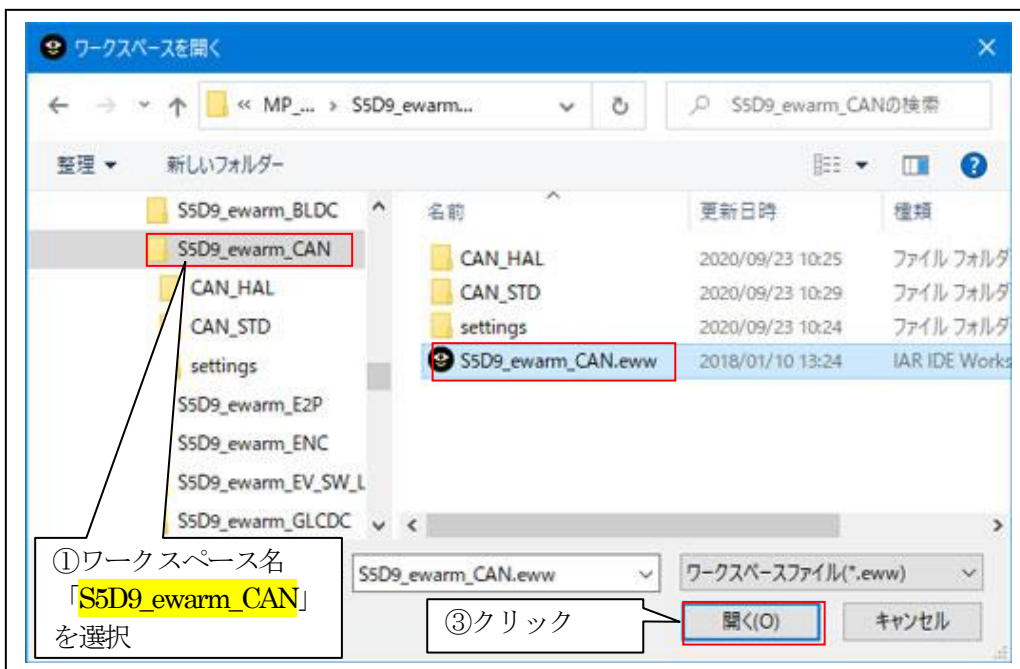 ワークスペースを開く
« MP_... › S5D9_ewarm...
S5D9_ewarm_CANの検索
整理
新しいフォルダー
S5D9_ewarm_BLDC
S5D9_ewarm_CAN
CAN_HAL
CAN_STD
settings
S5D9_ewarm_E2P
S5D9_ewarm_ENC
S5D9_ewarm_EV_SW_L
S5D9_ewarm_GLCDC
名前 更新日時 種類
CAN_HAL 2020/09/23 10:25 ファイル フォルダ
CAN_STD 2020/09/23 10:29 ファイル フォルダ
settings 2020/09/23 10:24 ファイル フォルダ
S5D9_ewarm_CAN.eww 2018/01/10 13:24 IAR IDE Works
①ワークスペース名
「S5D9_ewarm_CAN」
を選択
S5D9_ewarm_CAN.eww
ワークスペースファイル(*.eww)
③クリック
開く(O)
キャンセル